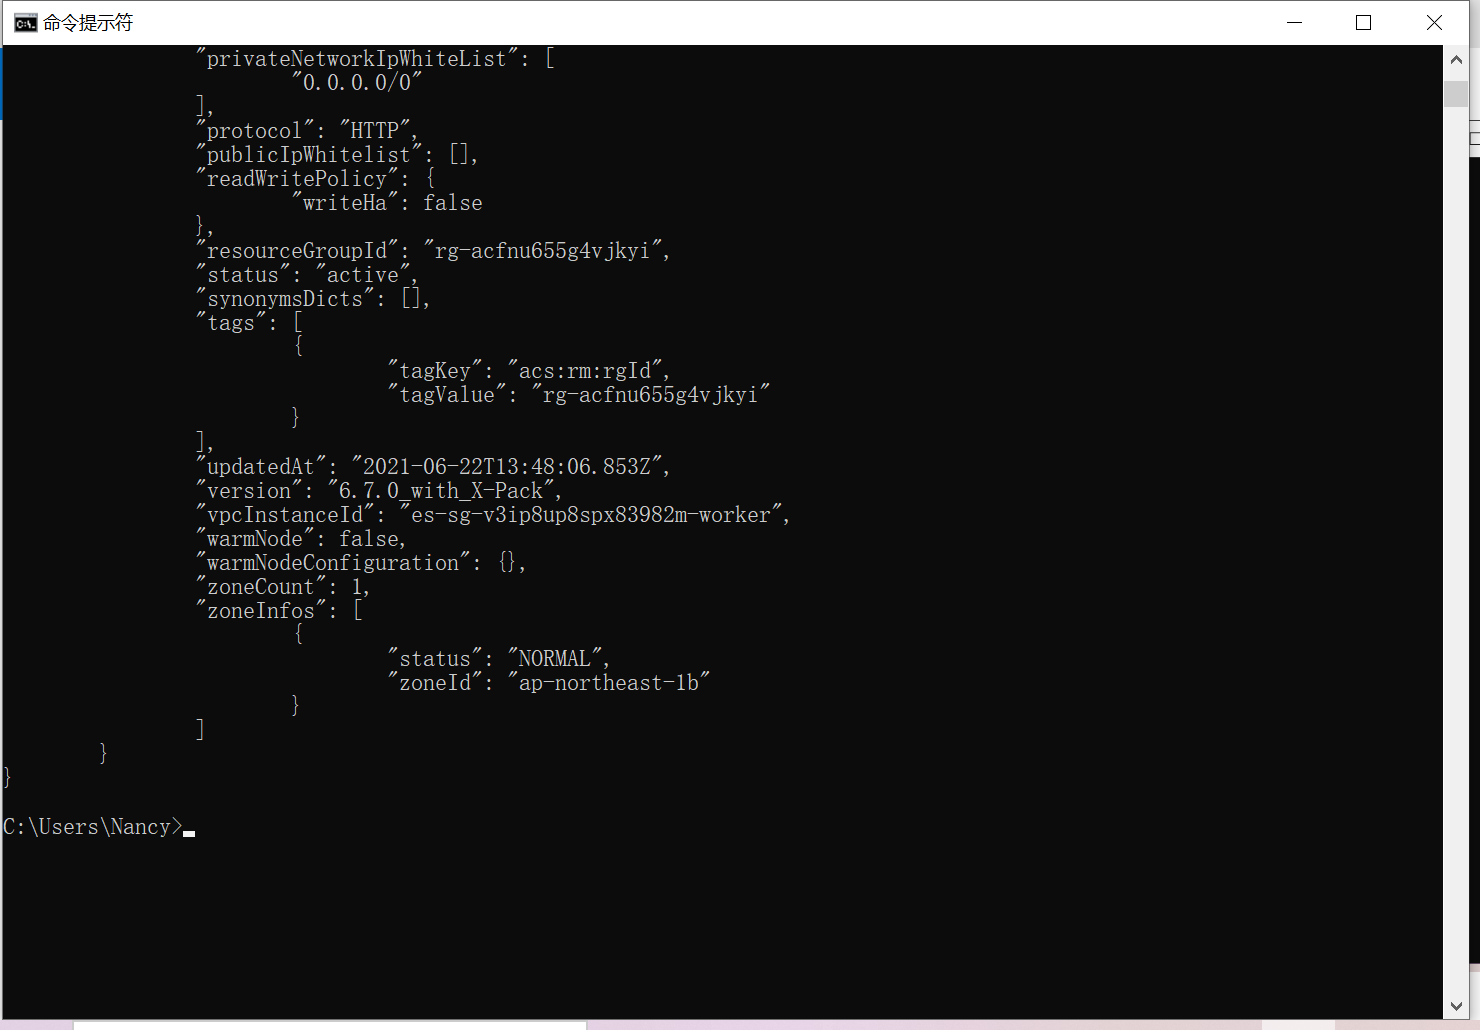 命令提示符
"privateNetworkIpWhiteList": [
"0.0.0.0/0"
],
"protocol": "HTTP",
"publicIpWhitelist": [],
"readWritePolicy": {
"writeHa": false
},
"resourceGroupId": "rg-acfnu655g4vjkyi",
"status": "active",
"synonymsDicts": [],
"tags": [
{
"tagKey": "acs:rm:rgId",
"tagValue": "rg-acfnu655g4vjkyi"
}
],
"updatedAt": "2021-06-22T13:48:06.853Z",
"version": "6.7.0_with_X-Pack",
"vpcInstanceId": "es-sg-v3ip8up8spx83982m-worker",
"warmNode": false,
"warmNodeConfiguration": {},
"zoneCount": 1,
"zoneInfos": [
{
"status": "NORMAL",
"zoneId": "ap-northeast-1b"
}
]
}
}
C:\Users\Nancy>